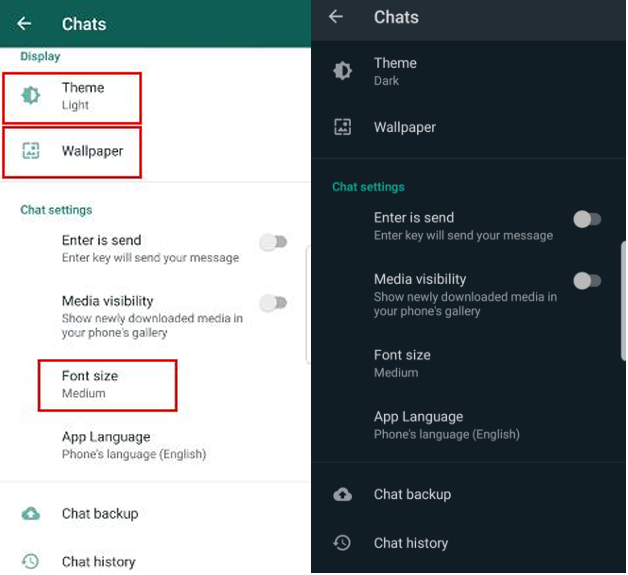 Chats
Display
Theme
Light
Wallpaper
Chat settings
Enter is send
Enter key will send your message
Media visibility
Show newly downloaded media in
your phone's gallery
Font size
Medium
App Language
Phone's language (English)
Chat backup
Chat history
Chats
Theme
Dark
Wallpaper
Chat settings
Enter is send
Enter key will send your message
Media visibility
Show newly downloaded media in
your phone's gallery
Font size
Medium
App Language
Phone's language (English)
Chat backup
Chat history